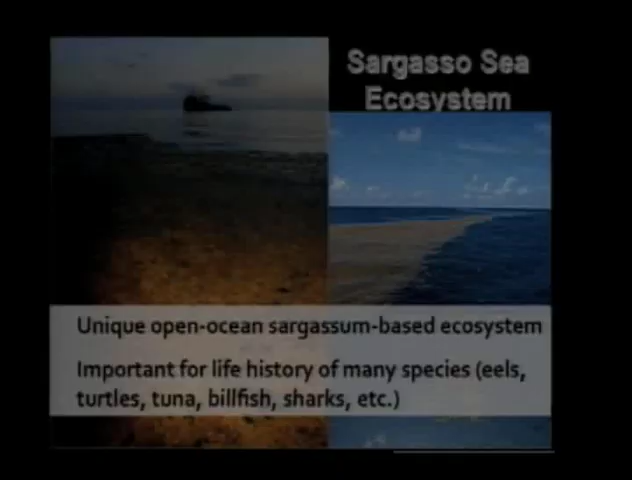 Sargasso Sea
Ecosystem
Unique open-ocean sargassum-based ecosystem
Important for life history of many species (eels,
turtles, tuna, billfish, sharks, etc.)